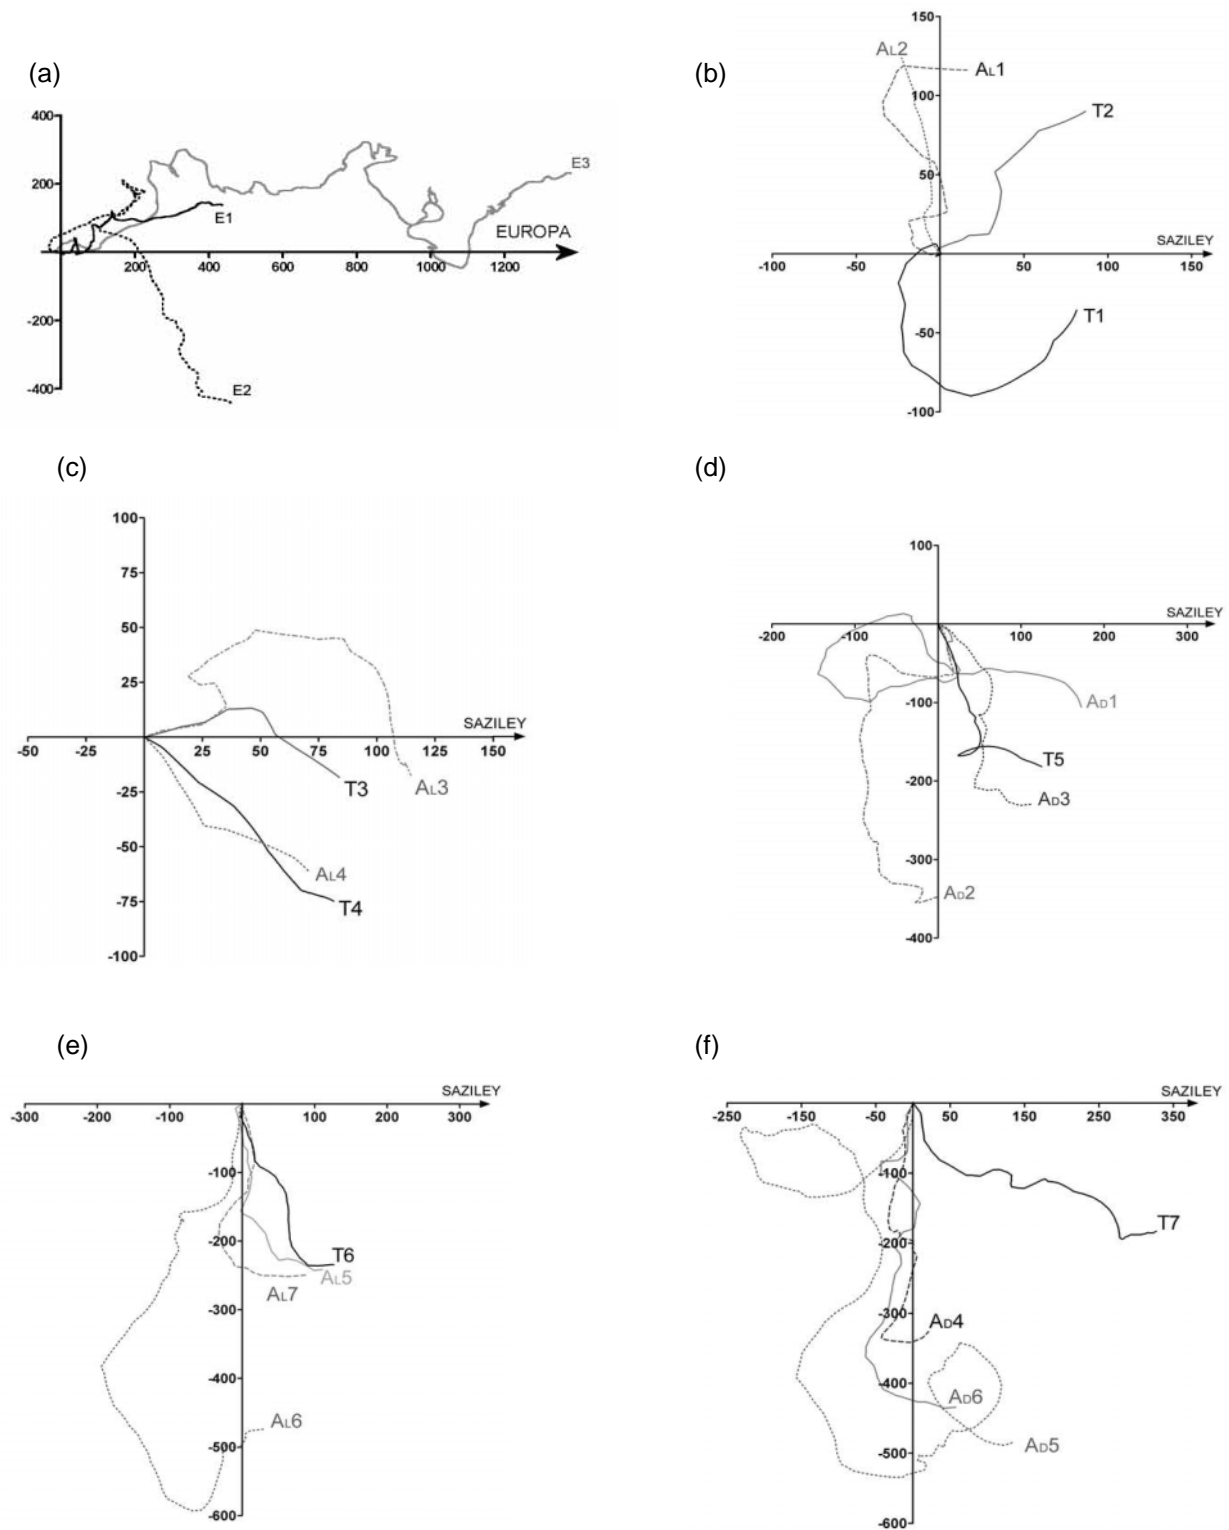 (a)
400
200
-200
-400
200 400 600 800 1000 1200
E1
E2
E3
EUROPA
(b)
150
100
50
-50
-100
-100 -50 50 100 150
SAZILEY
AL2
AL1
T2
T1
(c)
100
75
50
25
-25
-50
-75
-100
-50 -25 0 25 50 75 100 125 150
SAZILEY
T3
AL3
AL4
T4
(d)
100
-100
-200
-300
-400
-200 -100 0 100 200 300
SAZILEY
AD1
T5
AD3
AD2
(e)
SAZILEY
-300 -200 -100 0 100 200 300
-100
-200
-300
-400
-500
-600
T6
AL5
AL7
AL6
(f)
SAZILEY
-250 -150 -50 0 50 150 250 350
-100
-200
-300
-400
-500
-600
T7
AD4
AD6
AD5